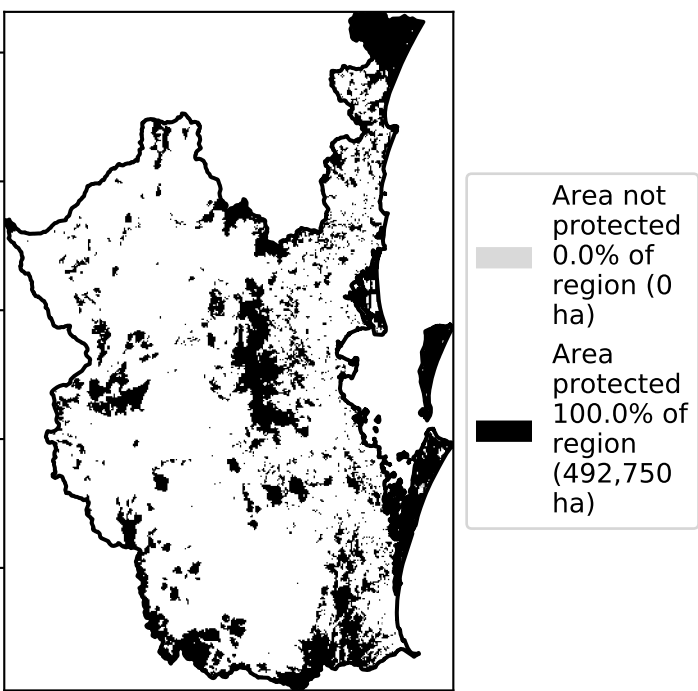 Area not
protected
0.0% of
region (0
ha)
Area
protected
100.0% of
region
(492,750
ha)